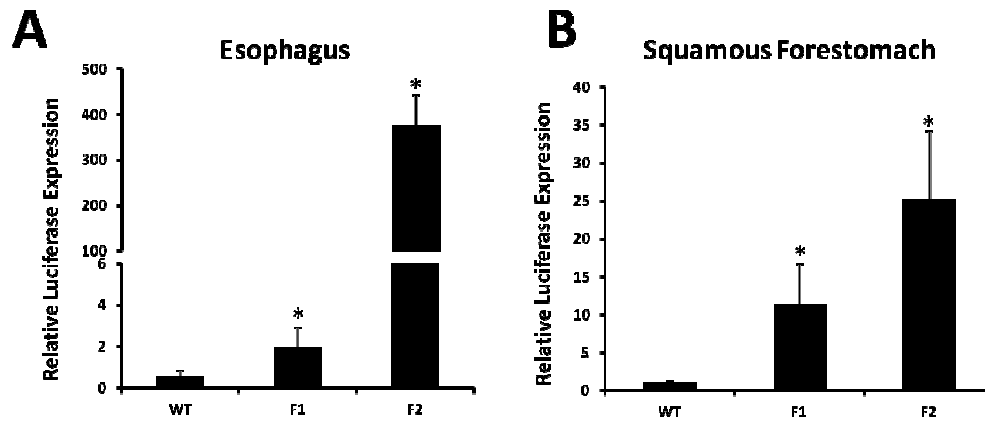 A
Esophagus
Relative Luciferase Expression
500
400
300
200
100
6
4
2
0
*
*
WT
F1
F2
B
Squamous Forestomach
Relative Luciferase Expression
40
35
30
25
20
15
10
5
0
*
*
WT
F1
F2